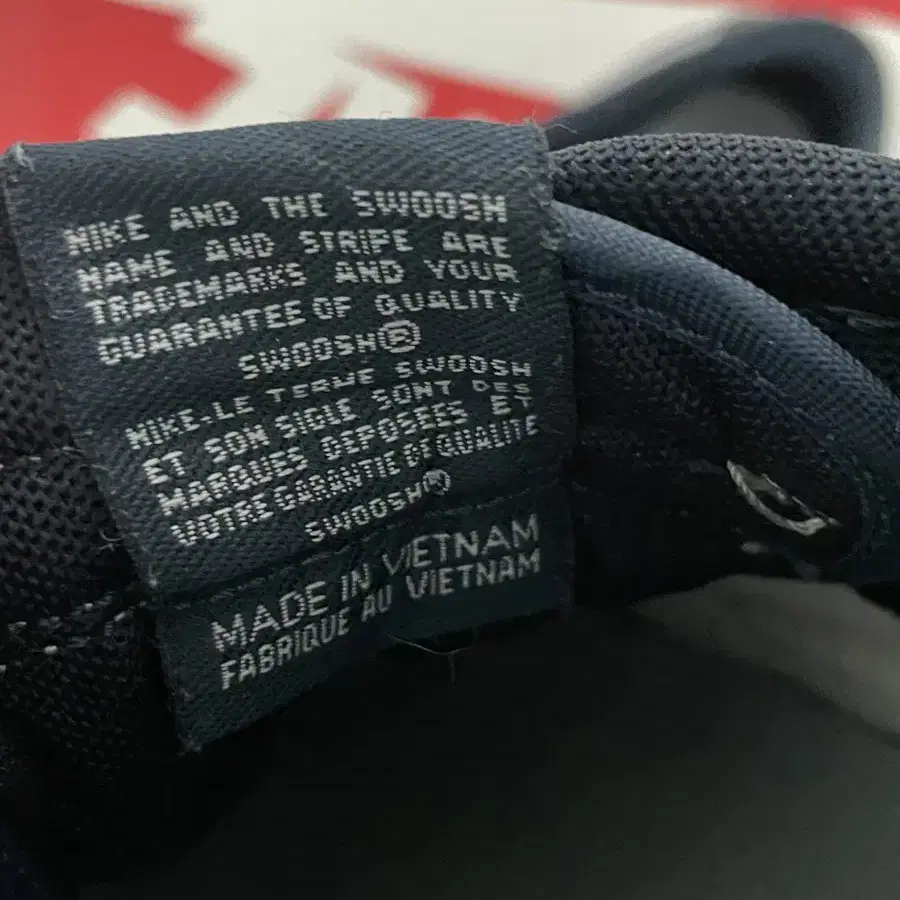 NIKE AND THE SWOOSH
NAME AND STRIPE ARE
TRADEMARKS AND YOUR
GUARANTEE OF QUALITY
SWOOSH®
NIKE:LE TERME SWOOSH
ET SON SIGLE SONT DES
MARQUES DEPOSEES ET
VOTRE GARANTIE DE QUALITE
SWOOSH®
MADE IN VIETNAM
FABRIQUE AU VIETNAM